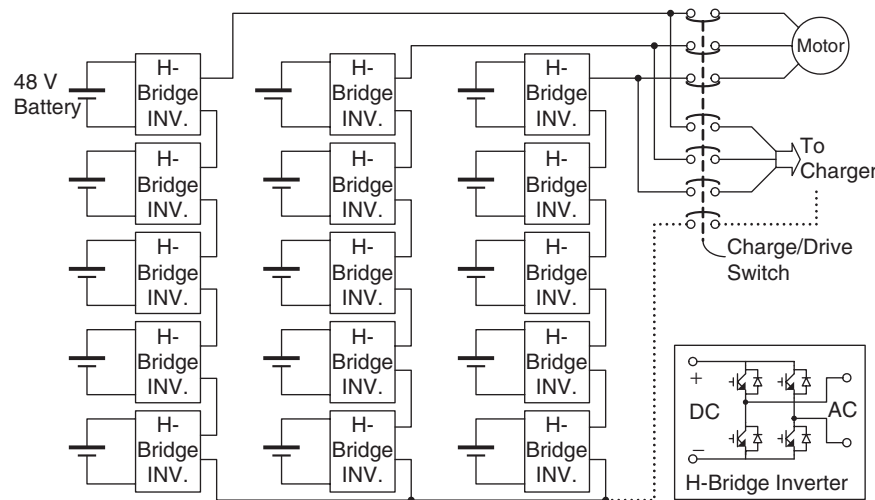 48 V
Battery
H-
Bridge
INV.
H-
Bridge
INV.
H-
Bridge
INV.
Motor
H-
Bridge
INV.
H-
Bridge
INV.
H-
Bridge
INV.
To
Charger
H-
Bridge
INV.
H-
Bridge
INV.
H-
Bridge
INV.
Charge/Drive
Switch
H-
Bridge
INV.
H-
Bridge
INV.
H-
Bridge
INV.
H-
Bridge
INV.
H-
Bridge
INV.
H-
Bridge
INV.
+
DC
AC
−
H-Bridge Inverter